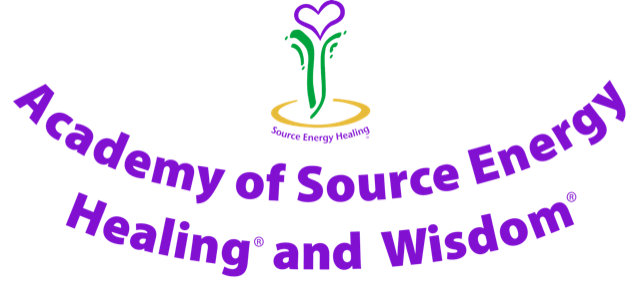 Source Energy Healing
Academy of Source Energy
Healing® and Wisdom®